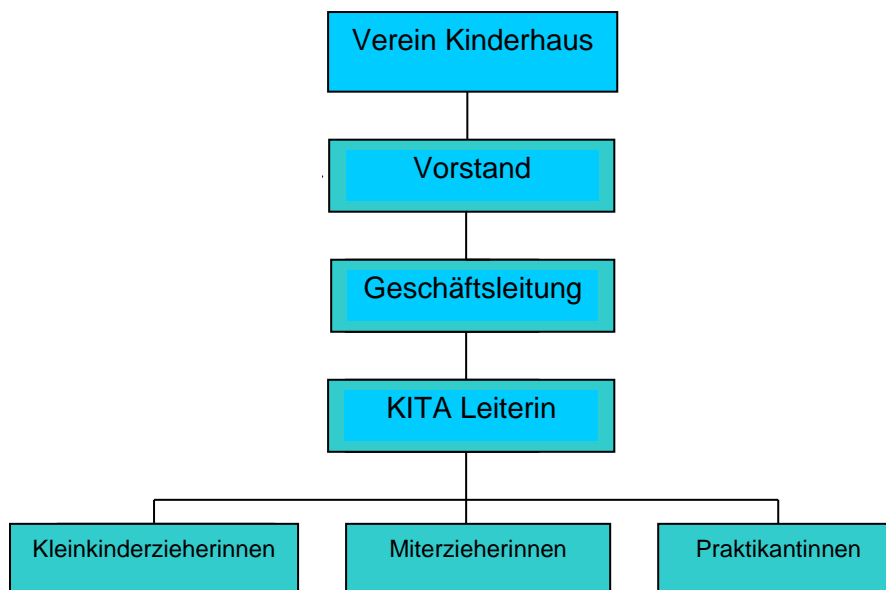 Verein Kinderhaus
Vorstand
Geschäftsleitung
KITA Leiterin
Kleinkinderzieherinnen
Miterzieherinnen
Praktikantinnen